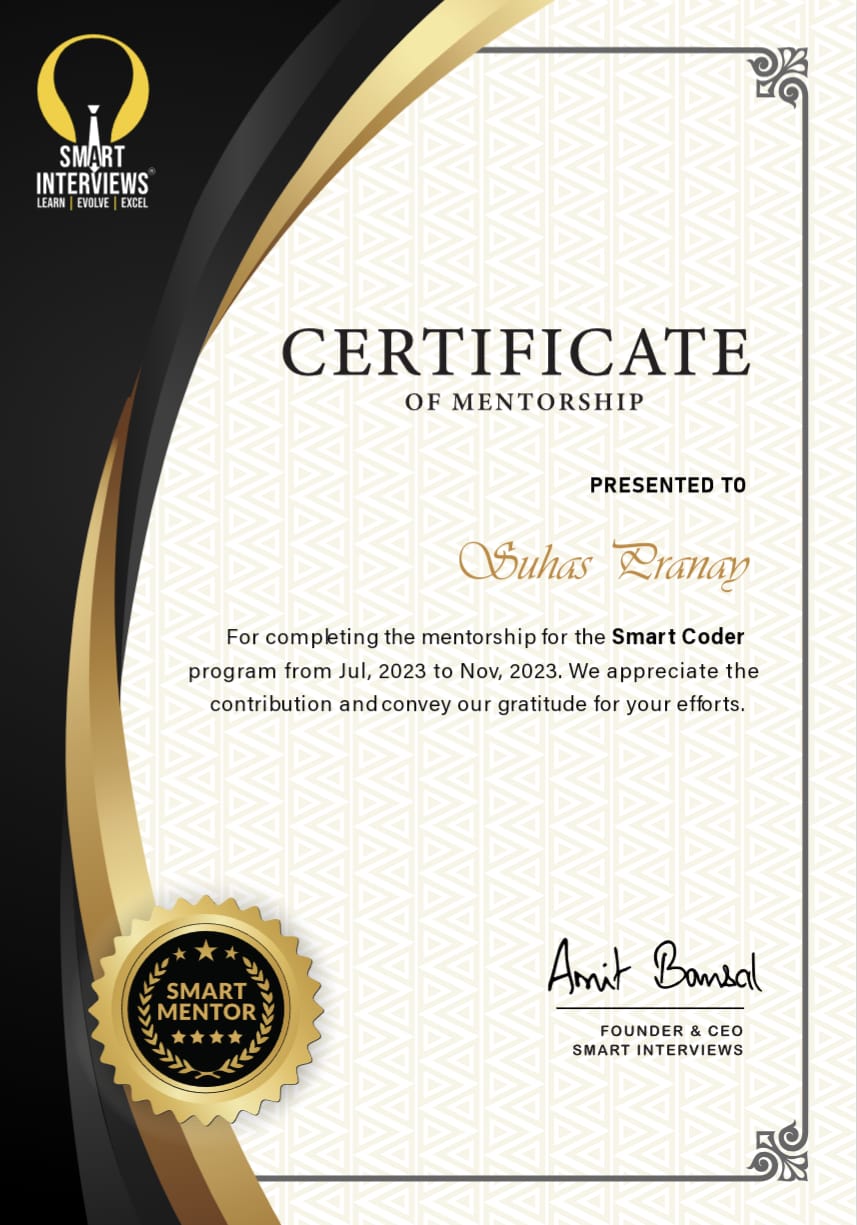 SMART
INTERVIEWS®
LEARN | EVOLVE | EXCEL
CERTIFICATE
OF MENTORSHIP
PRESENTED TO
Suhas Pranay
For completing the mentorship for the Smart Coder
program from Jul, 2023 to Nov, 2023. We appreciate the
contribution and convey our gratitude for your efforts.
SMART
MENTOR
Amit Bansal
FOUNDER & CEO
SMART INTERVIEWS